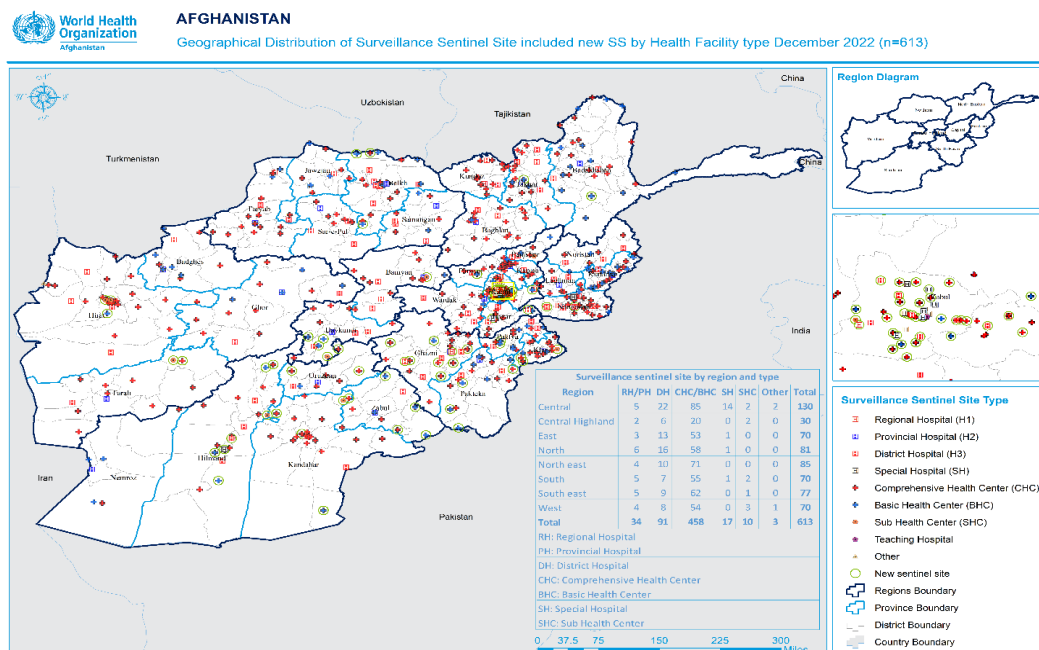 World Health
Organization
Afghanistan
AFGHANISTAN
Geographical Distribution of Surveillance Sentinel Site included new SS by Health Facility type December 2022 (n=613)
China
Uzbokislan
Tajikistan
Turkmenistan
China
Jawzjan
Balkh
Badakhshan
Faryab
Samangan
Baghlan
Badghis
Bamyan
Nuristan
Wardak
Hirat
Ghor
Ghazni
Uruzgan
Paktika
Farah
Zabul
Hilmand
Kandahar
Nimroz
India
Iran
Pakistan
Surveillance sentinel site by region and type
Region RH/PH DH CHC/BHC SH SHC Other Total
Central 5 22 85 14 2 2 130
Central Highland 2 6 20 0 2 0 30
East 3 13 53 1 0 0 70
North 6 16 58 1 0 0 81
North east 4 10 71 0 0 0 85
South 5 7 55 1 2 0 70
South east 5 9 62 0 1 0 77
West 4 8 54 0 3 1 70
Total 34 91 458 17 10 3 613
RH: Regional Hospital
PH: Provincial Hospital
DH: District Hospital
CHC: Comprehensive Health Center
BHC: Basic Health Center
SH: Special Hospital
SHC: Sub Health Center
0 37.5 75 150 225 300
Miles
Region Diagram
Kabul
Surveillance Sentinel Site Type
Regional Hospital (H1)
Provincial Hospital (H2)
District Hospital (H3)
Special Hospital (SH)
Comprehensive Health Center (CHC)
Basic Health Center (BHC)
Sub Health Center (SHC)
Teaching Hospital
Other
New sentinel site
Regions Boundary
Province Boundary
District Boundary
Country Boundary